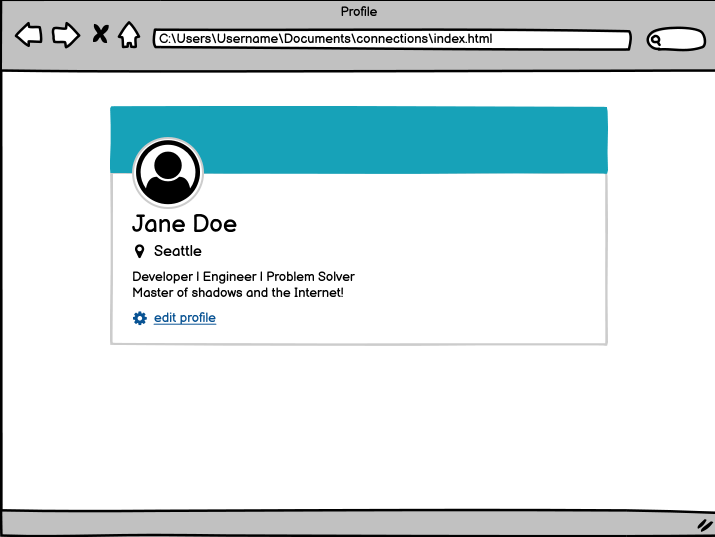 Profile
C:\Users\Username\Documents\connections\index.html
Jane Doe
Seattle
Developer | Engineer | Problem Solver
Master of shadows and the Internet!
edit profile